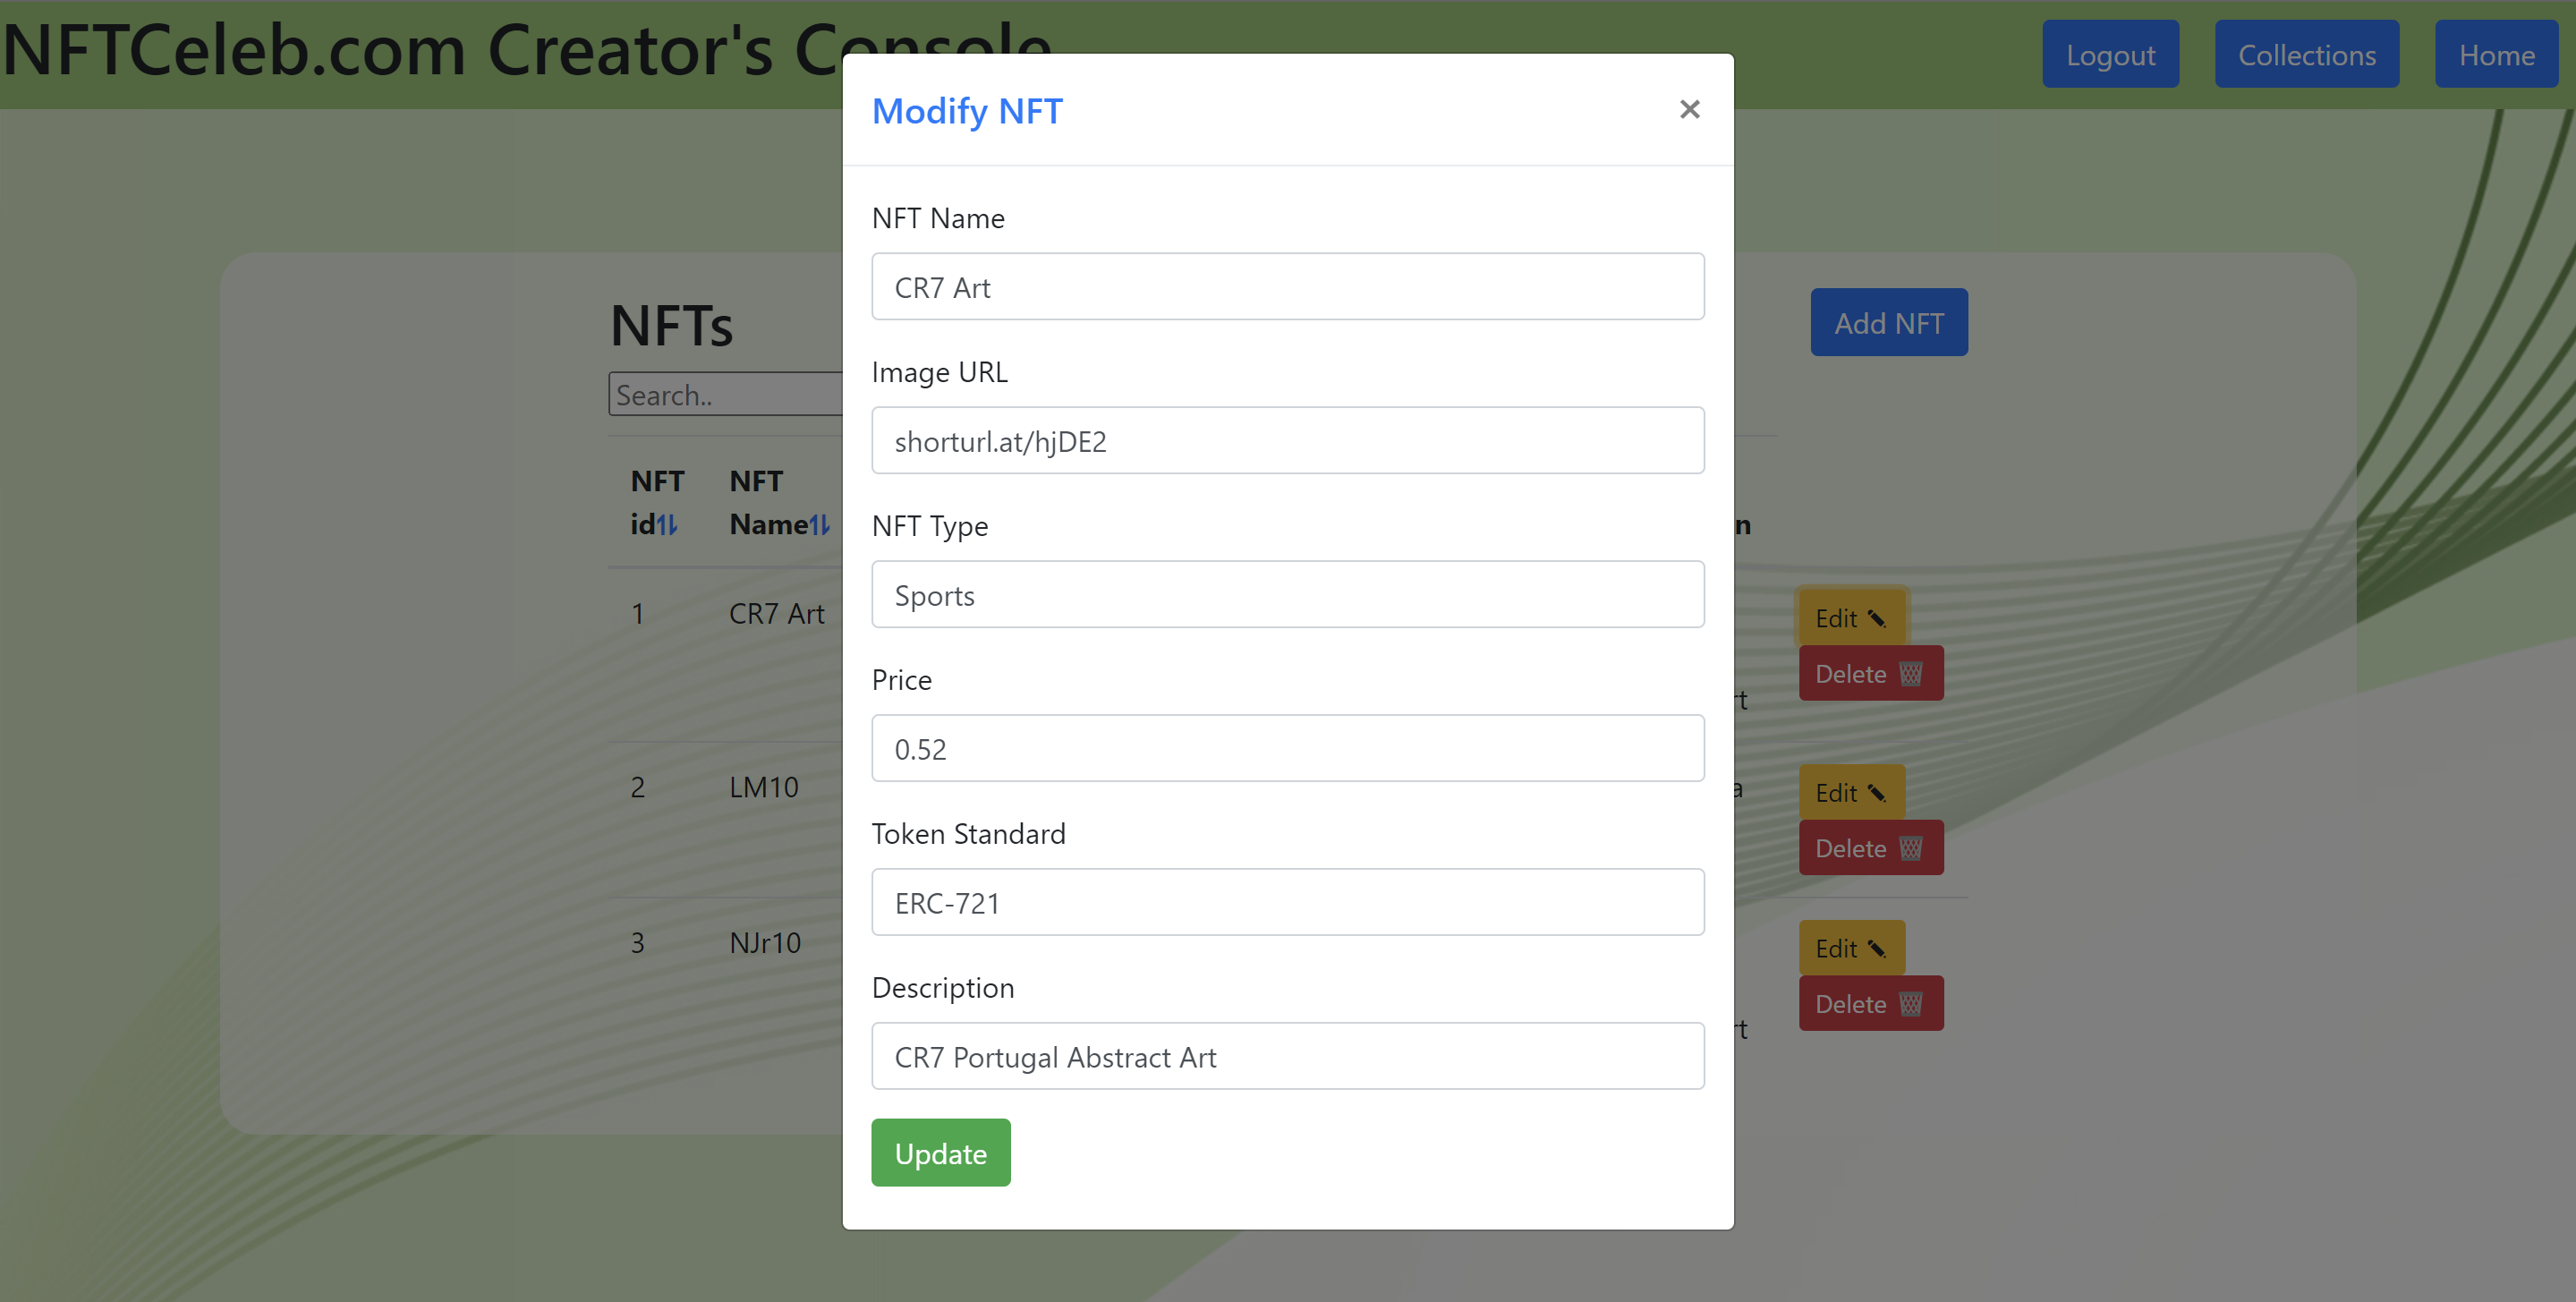 NFTCeleb.com Creator's Console
Logout
Collections
Home
Modify NFT
×
NFT Name
CR7 Art
Image URL
shorturl.at/hjDE2
NFT Type
Sports
Price
0.52
Token Standard
ERC-721
Description
CR7 Portugal Abstract Art
Update
NFTs
Add NFT
Search..
NFT id
NFT Name
1
CR7 Art
Edit
Delete
2
LM10
Edit
Delete
3
NJr10
Edit
Delete